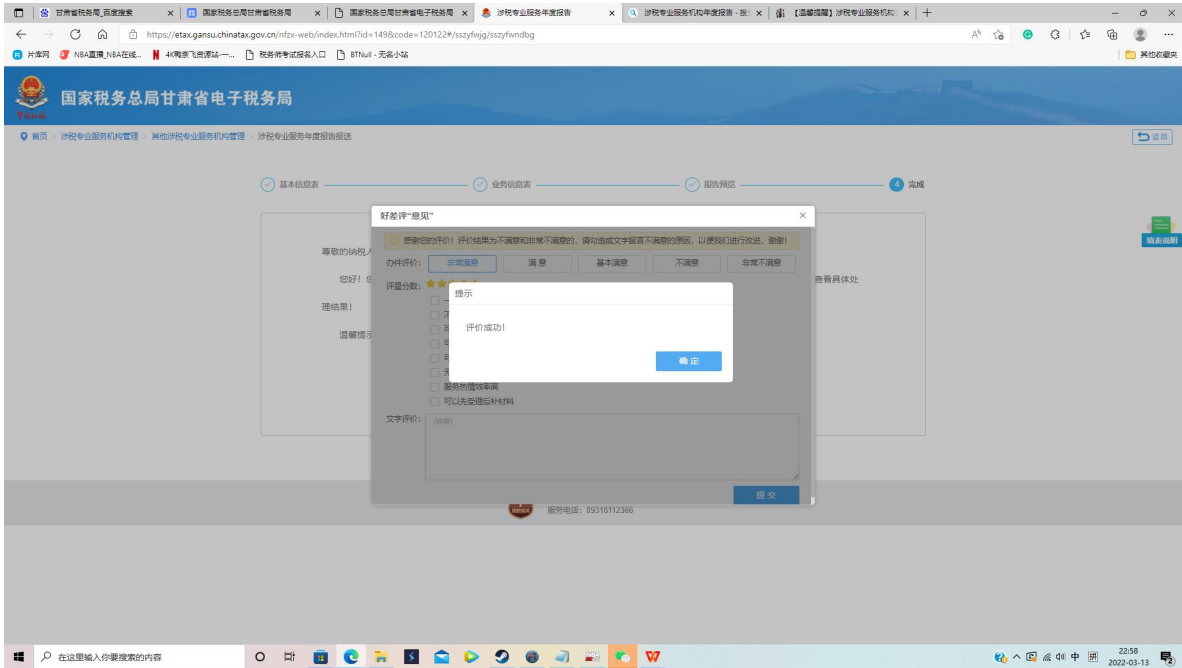 甘肃省税务局_百度搜索
国家税务总局甘肃省税务局
国家税务总局甘肃省电子税务局
涉税专业服务年度报告
涉税专业服务机构年度报告 - 搜
【温馨提醒】涉税专业服务机构
https://etax.gansu.chinatax.gov.cn/nfzx-web/index.html?id=149&code=120122#/sszyfwjg/sszyfwndbg
片库网
NBA直播_NBA在线...
4K鸭奈飞资源站-一...
税务师考试报名入口
BTNull - 无名小站
其他收藏夹
国家税务总局甘肃省电子税务局
中国税务
首页 > 涉税专业服务机构管理 > 其他涉税专业服务机构管理 > 涉税专业服务年度报告报送
返回
基本信息表
业务信息表
报告预览
4 完成
填表说明
好差评“意见”
感谢您的评价!评价结果为不满意和非常不满意的,请勾选或文字留言不满意的原因,以便我们进行改进,谢谢!
尊敬的纳税人
办件评价: 非常满意 满 意 基本满意 不满意 非常不满意
您好!
查看具体处
评星分数:
理结果!
提示
评价成功!
确 定
温馨提示
服务热情效率高
可以先受理后补材料
文字评价:
(选填)
提 交
服务电话:09318112366
在这里输入你要搜索的内容
中
拼
22:58
2022-03-13
2